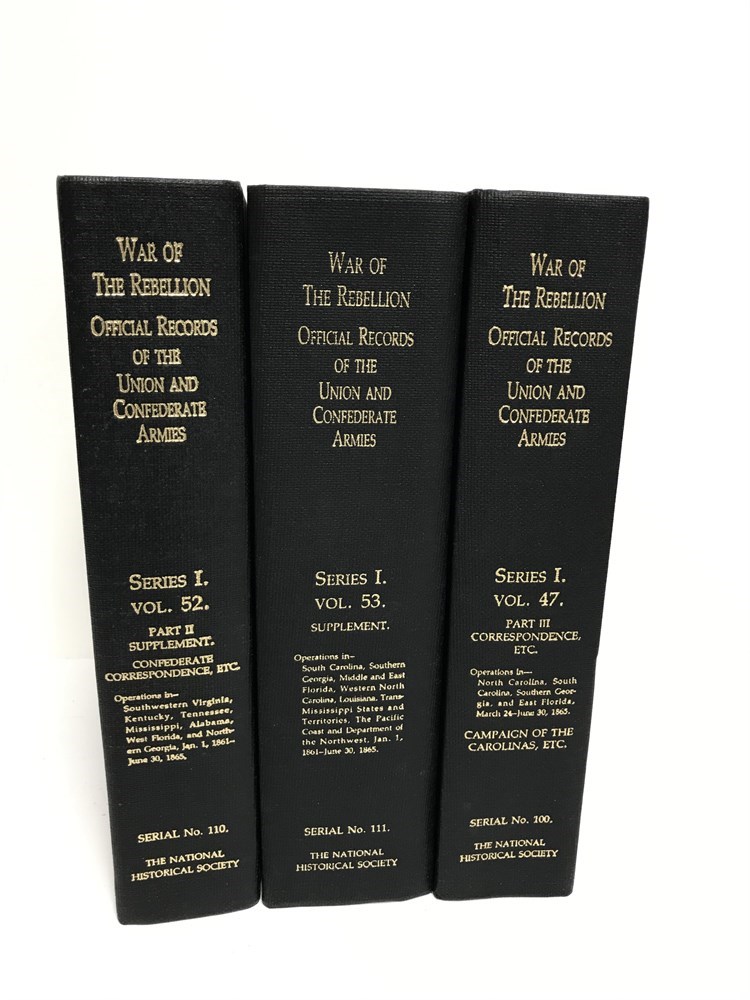 WAR OF
THE REBELLION
OFFICIAL RECORDS
OF THE
UNION AND
CONFEDERATE
ARMIES
SERIES I.
VOL. 52.
PART II
SUPPLEMENT.
CONFEDERATE
CORRESPONDENCE, ETC.
Operations in—
Southwestern Virginia,
Kentucky, Tennessee,
Mississippi, Alabama,
West Florida, and North-
ern Georgia, Jan. 1, 1861–
June 30, 1865.
SERIAL No. 110.
THE NATIONAL
HISTORICAL SOCIETY
WAR OF
THE REBELLION
OFFICIAL RECORDS
OF THE
UNION AND
CONFEDERATE
ARMIES
SERIES I.
VOL. 53.
SUPPLEMENT.
Operations in—
South Carolina, Southern
Georgia, Middle and East
Florida, Western North
Carolina, Louisiana, Trans-
Mississippi States and
Territories, The Pacific
Coast and Department of
the Northwest, Jan. 1,
1861–June 30, 1865.
SERIAL No. 111.
THE NATIONAL
HISTORICAL SOCIETY
WAR OF
THE REBELLION
OFFICIAL RECORDS
OF THE
UNION AND
CONFEDERATE
ARMIES
SERIES I.
VOL. 47.
PART III
CORRESPONDENCE,
ETC.
Operations in—
North Carolina, South
Carolina, Southern Geor-
gia, and East Florida,
March 24–June 30, 1865.
CAMPAIGN OF THE
CAROLINAS, ETC.
SERIAL No. 100.
THE NATIONAL
HISTORICAL SOCIETY